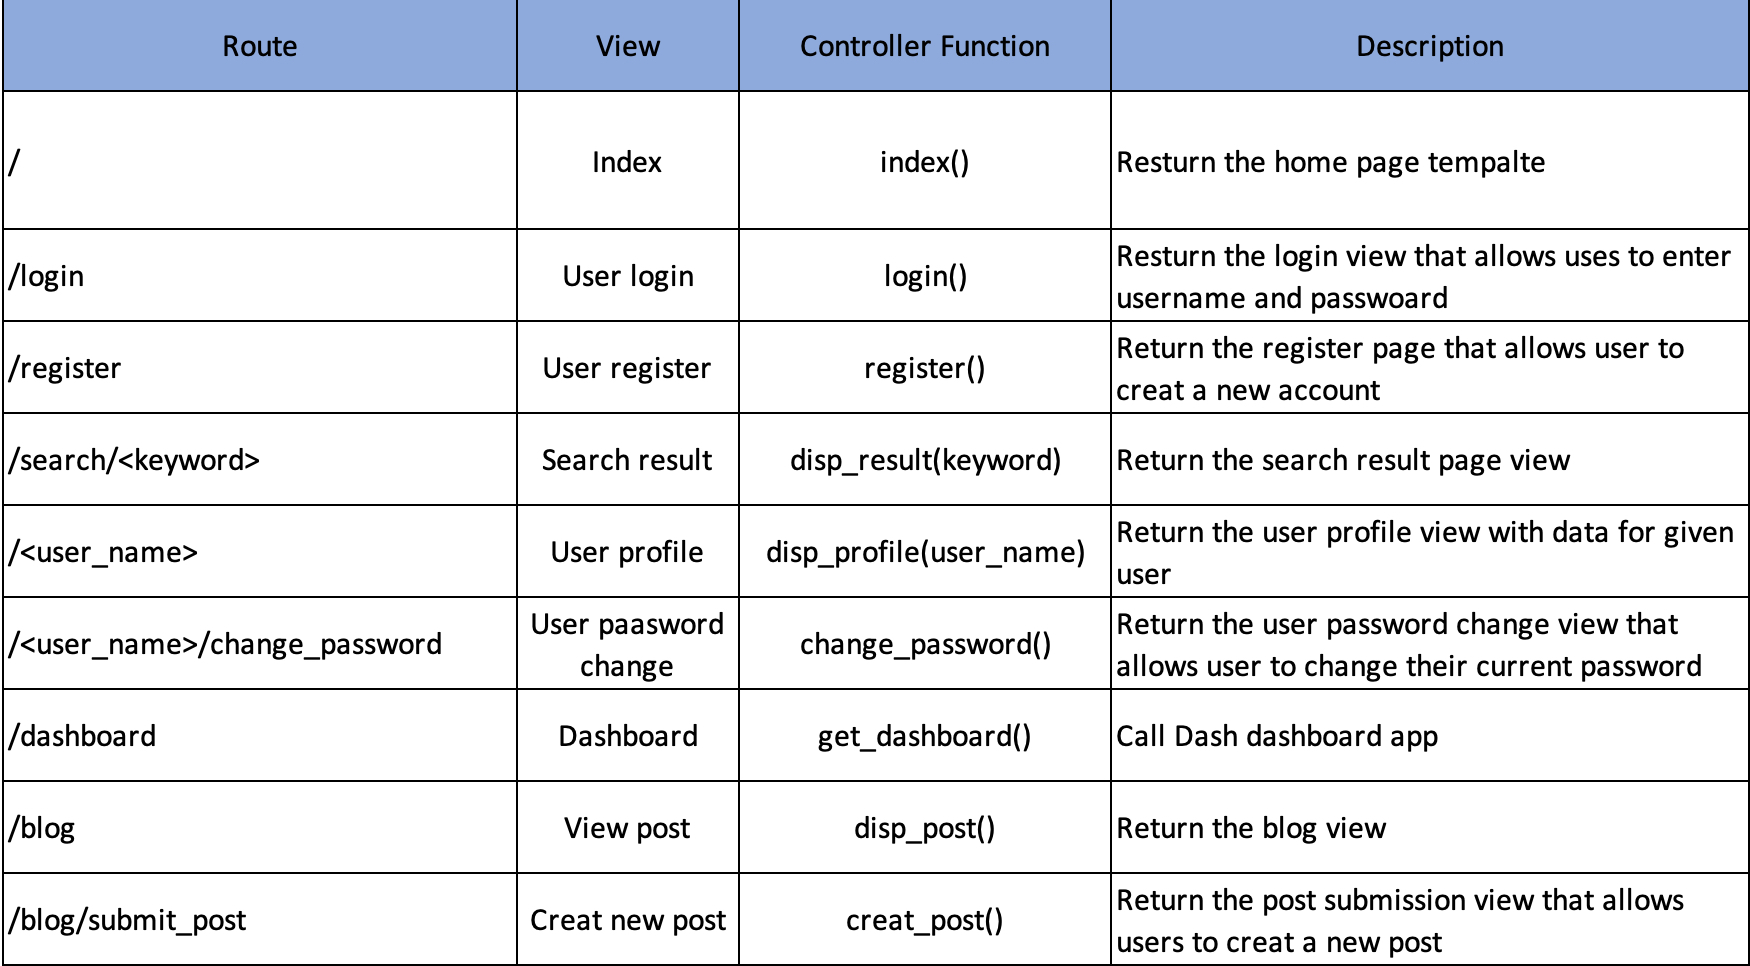 Route View Controller Function Description
/ Index index() Resturn the home page tempalte
/login User login login() Resturn the login view that allows uses to enter
username and passwoard
/register User register register() Return the register page that allows user to
creat a new account
/search/<keyword> Search result disp_result(keyword) Return the search result page view
/<user_name> User profile disp_profile(user_name) Return the user profile view with data for given
user
/<user_name>/change_password User paasword
change change_password() Return the user password change view that
allows user to change their current password
/dashboard Dashboard get_dashboard() Call Dash dashboard app
/blog View post disp_post() Return the blog view
/blog/submit_post Creat new post creat_post() Return the post submission view that allows
users to creat a new post